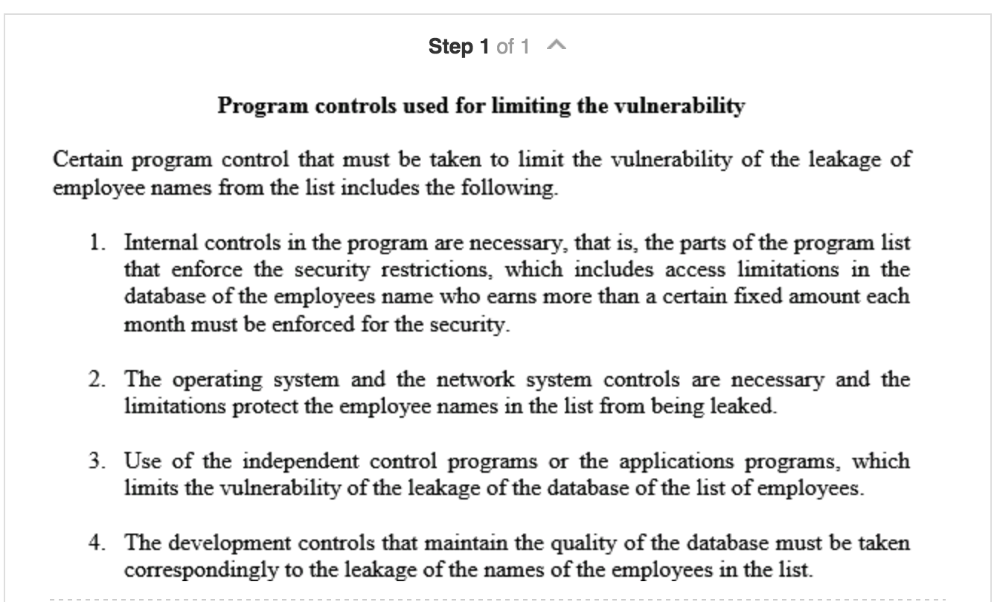 Step 1 of 1
Program controls used for limiting the vulnerability
Certain program control that must be taken to limit the vulnerability of the leakage of
employee names from the list includes the following.
1. Internal controls in the program are necessary, that is, the parts of the program list
that enforce the security restrictions, which includes access limitations in the
database of the employees name who earns more than a certain fixed amount each
month must be enforced for the security.
2. The operating system and the network system controls are necessary and the
limitations protect the employee names in the list from being leaked.
3. Use of the independent control programs or the applications programs, which
limits the vulnerability of the leakage of the database of the list of employees.
4. The development controls that maintain the quality of the database must be taken
correspondingly to the leakage of the names of the employees in the list.